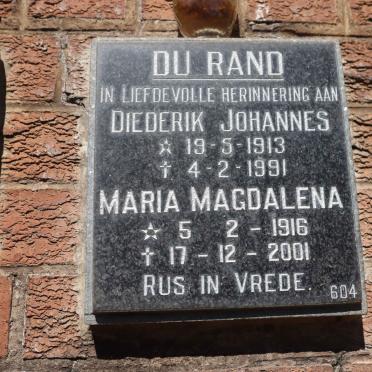 DU RAND
IN LIEFDEVOLLE HERINNERING AAN
DIEDERIK JOHANNES
☆ 19-5-1913
✝ 4-2-1991
MARIA MAGDALENA
☆ 5 2-1916
✝ 17-12-2001
RUS IN VREDE.
604